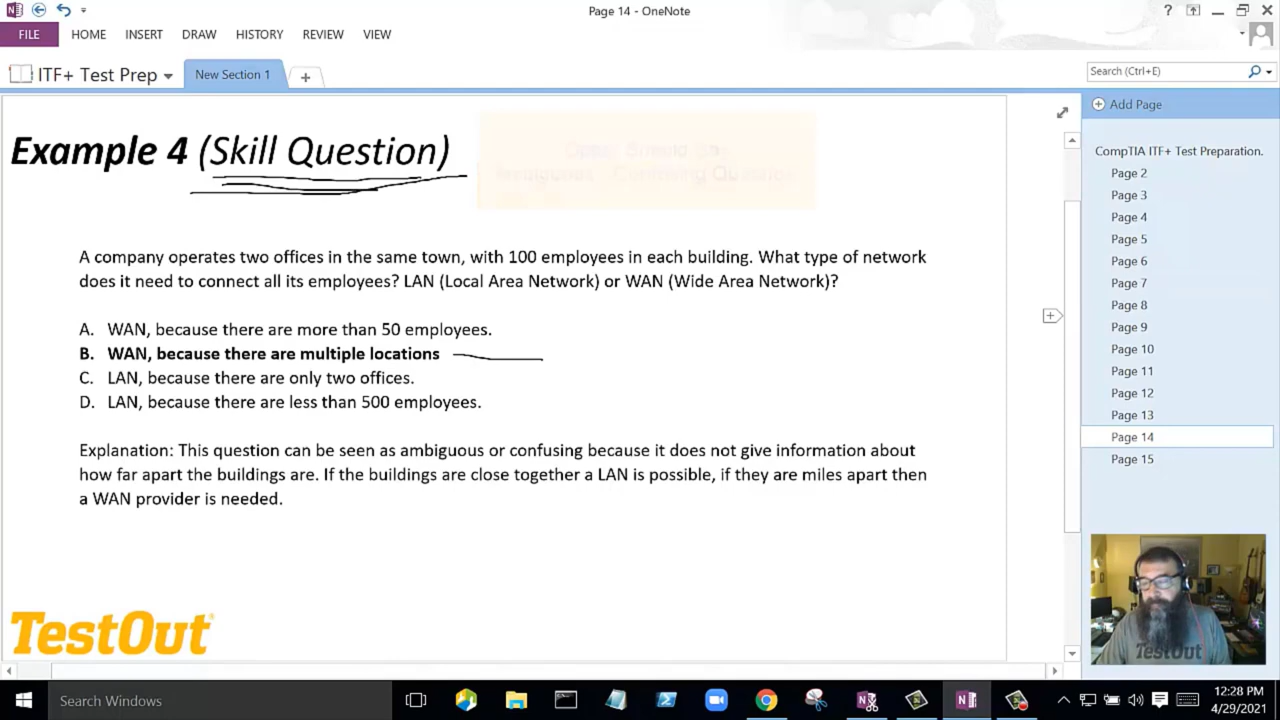 Page 14 - OneNote
?
FILE
HOME
INSERT
DRAW
HISTORY
REVIEW
VIEW
ITF+ Test Prep
New Section 1
+
Search (Ctrl+E)
Add Page
Example 4 (Skill Question)
A company operates two offices in the same town, with 100 employees in each building. What type of network
does it need to connect all its employees? LAN (Local Area Network) or WAN (Wide Area Network)?
A. WAN, because there are more than 50 employees.
B. WAN, because there are multiple locations
C. LAN, because there are only two offices.
D. LAN, because there are less than 500 employees.
Explanation: This question can be seen as ambiguous or confusing because it does not give information about
how far apart the buildings are. If the buildings are close together a LAN is possible, if they are miles apart then
a WAN provider is needed.
TestOut
CompTIA ITF+ Test Preparation.
Page 2
Page 3
Page 4
Page 5
Page 6
Page 7
Page 8
Page 9
Page 10
Page 11
Page 12
Page 13
Page 14
Page 15
TestOut
Search Windows
12:28 PM
4/29/2021